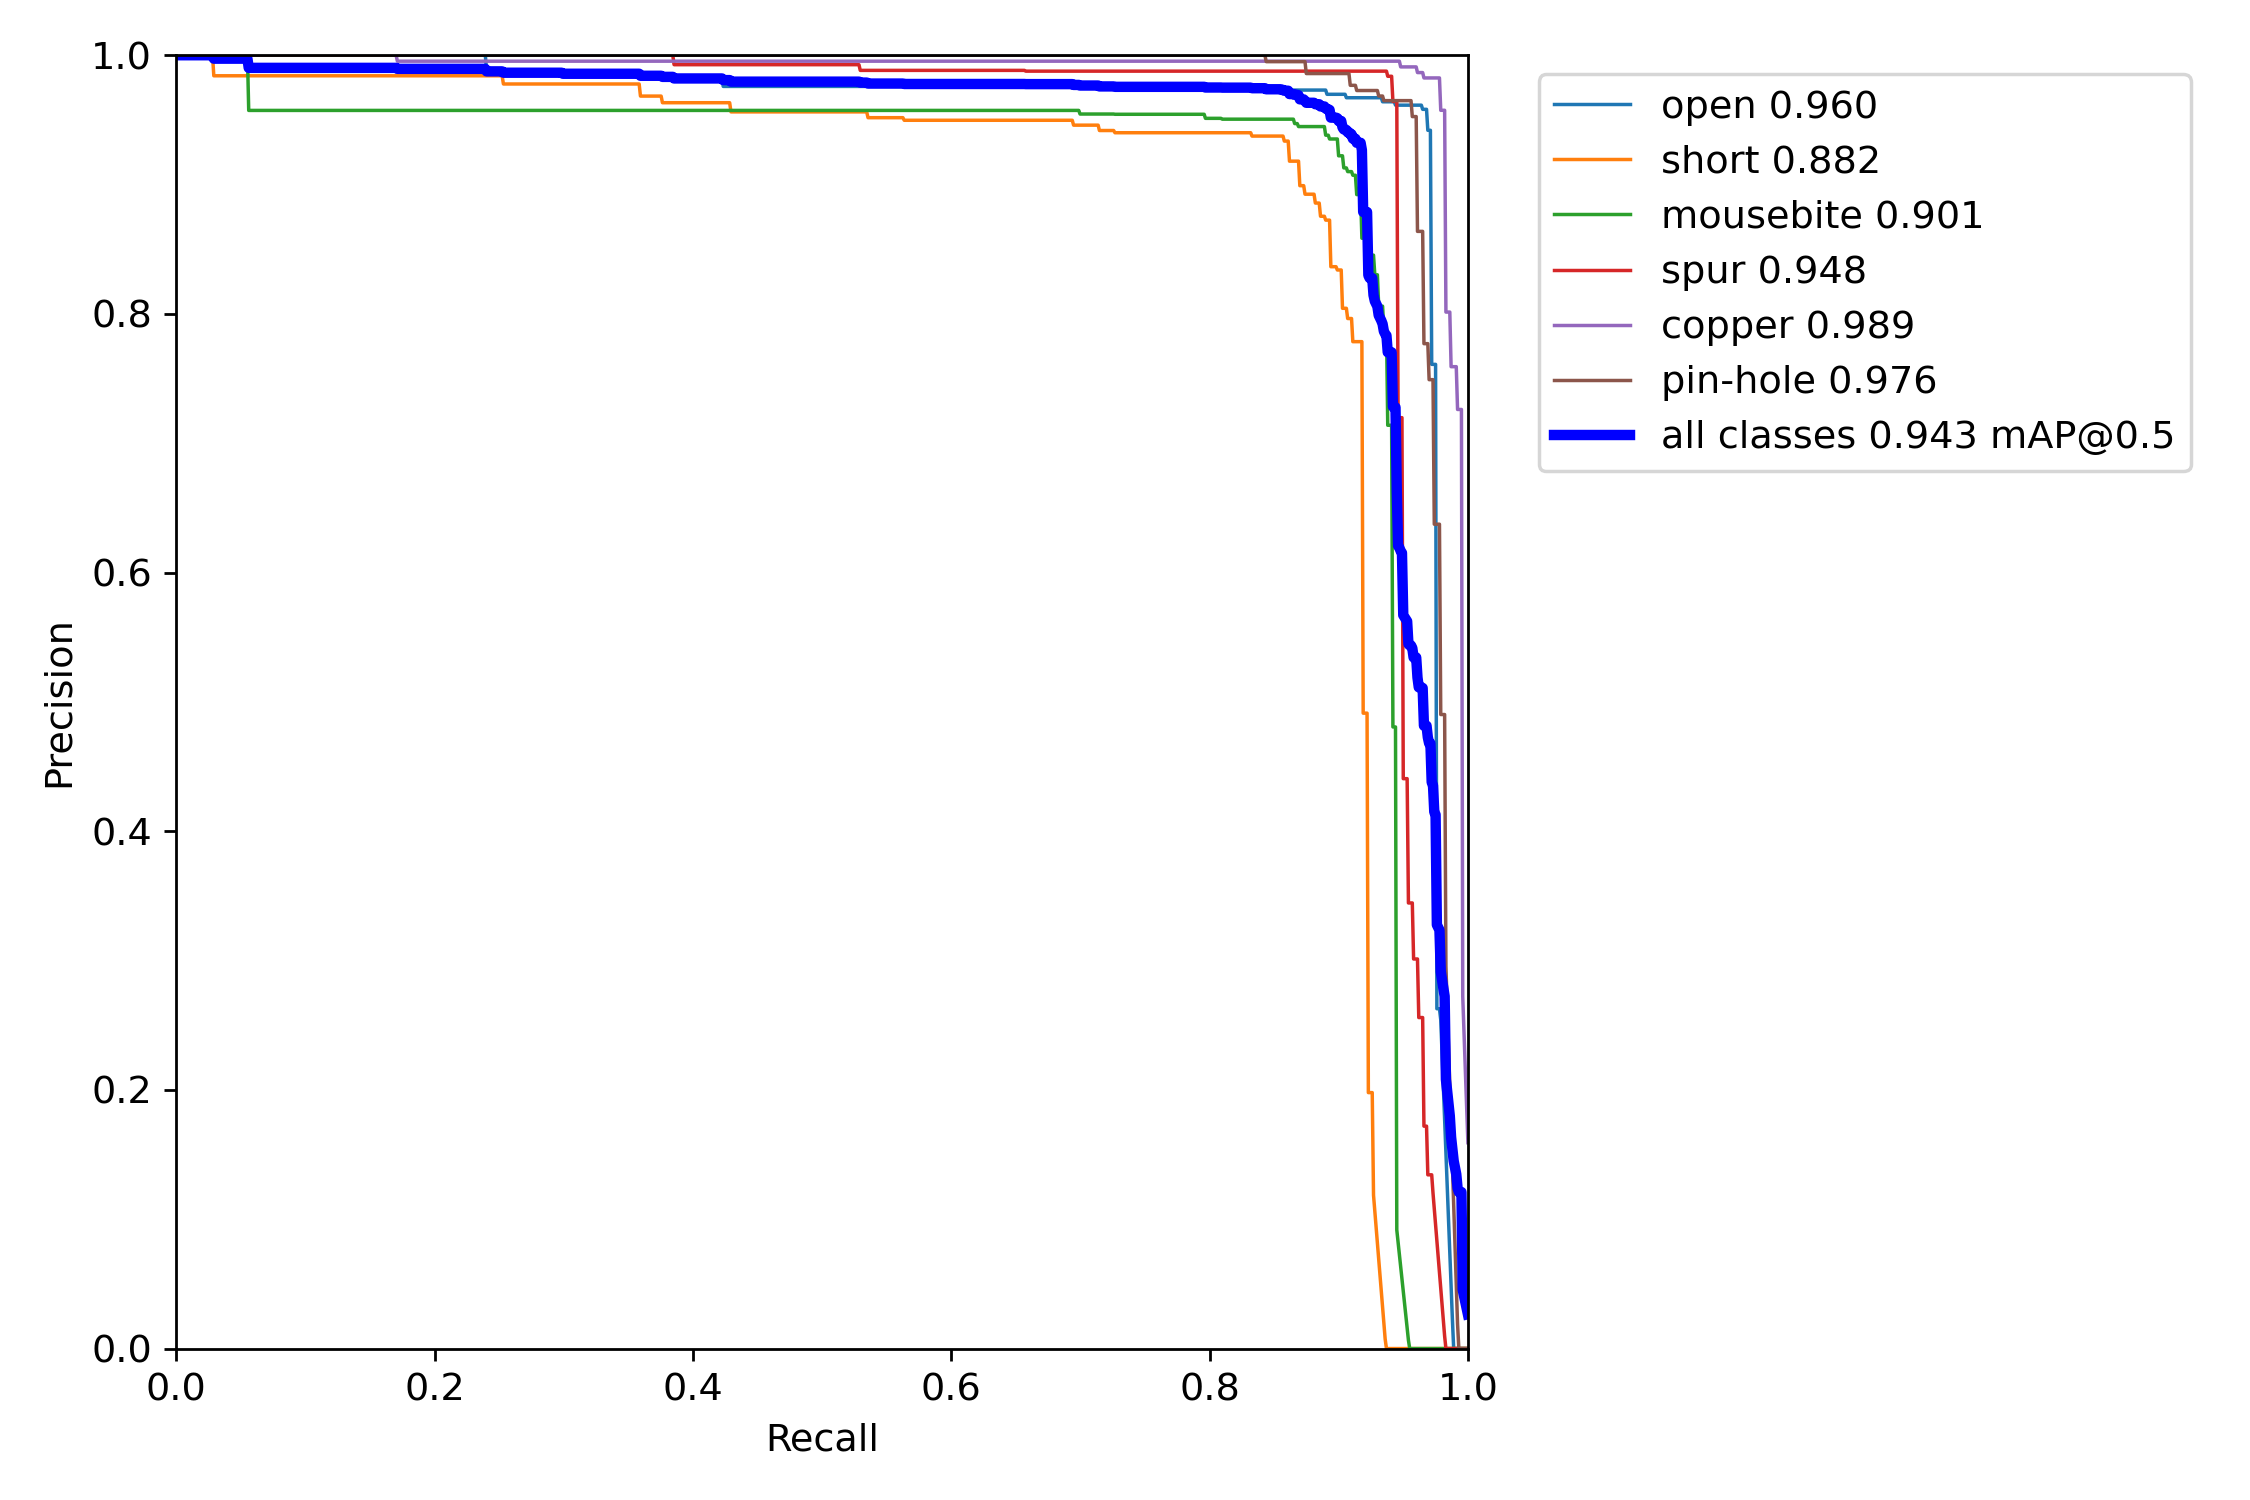 1.0
0.8
0.6
0.4
0.2
0.0
Precision
0.0 0.2 0.4 0.6 0.8 1.0
Recall
open 0.960
short 0.882
mousebite 0.901
spur 0.948
copper 0.989
pin-hole 0.976
all classes 0.943 mAP@0.5